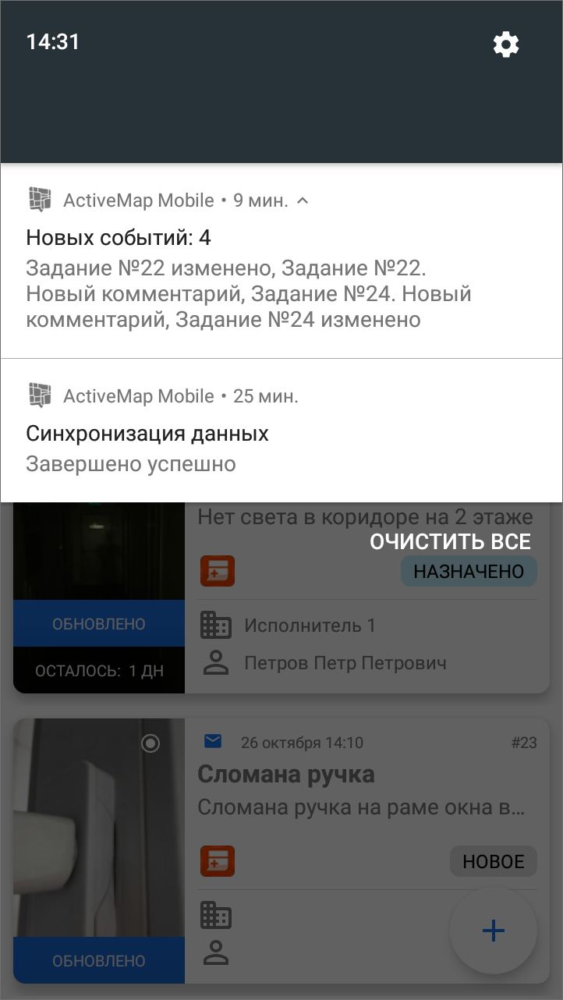 14:31
ActiveMap Mobile • 9 мин.
Новых событий: 4
Задание №22 изменено, Задание №22.
Новый комментарий, Задание №24. Новый
комментарий, Задание №24 изменено
ActiveMap Mobile • 25 мин.
Синхронизация данных
Завершено успешно
Нет света в коридоре на 2 этаже
ОЧИСТИТЬ ВСЕ
НАЗНАЧЕНО
ОБНОВЛЕНО
Исполнитель 1
ОСТАЛОСЬ: 1 ДН
Петров Петр Петрович
26 октября 14:10 #23
Сломана ручка
Сломана ручка на раме окна в...
НОВОЕ
ОБНОВЛЕНО